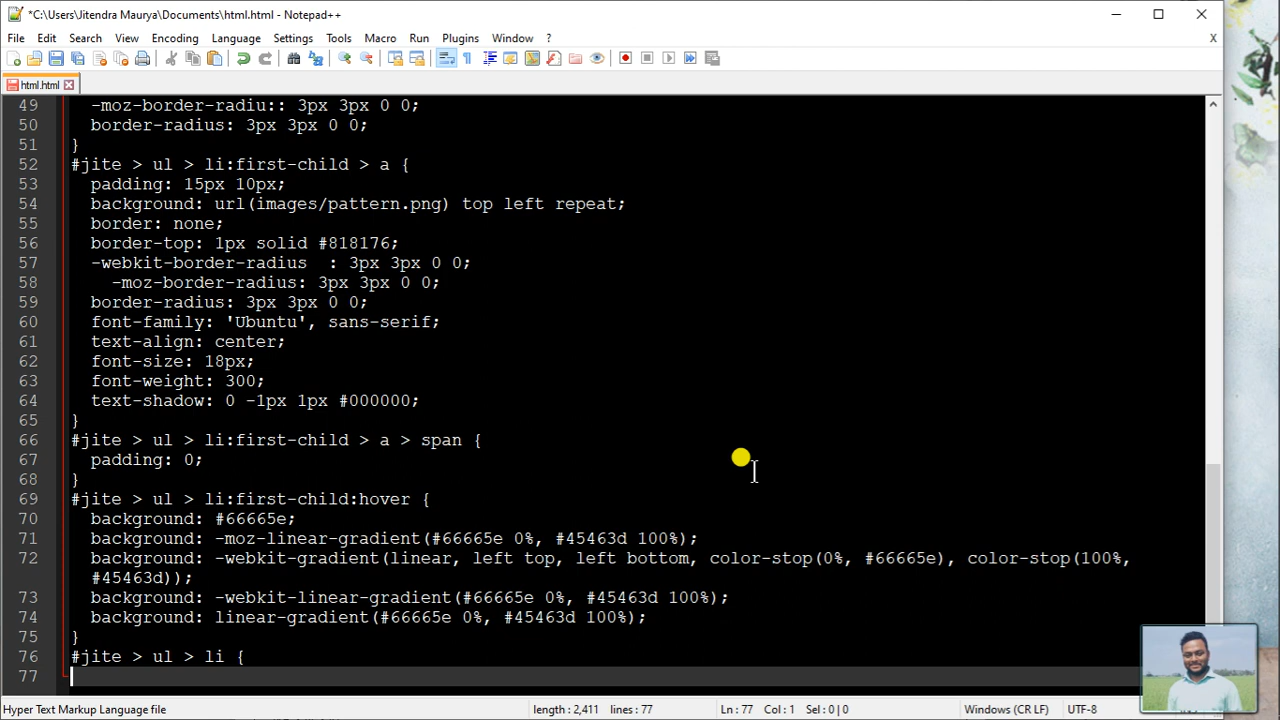 *C:\Users\Jitendra Maurya\Documents\html.html - Notepad++
File Edit Search View Encoding Language Settings Tools Macro Run Plugins Window ? X
html.html
49 -moz-border-radiu:: 3px 3px 0 0;
50 border-radius: 3px 3px 0 0;
51 }
52 #jite > ul > li:first-child > a {
53 padding: 15px 10px;
54 background: url(images/pattern.png) top left repeat;
55 border: none;
56 border-top: 1px solid #818176;
57 -webkit-border-radius  : 3px 3px 0 0;
58 -moz-border-radius: 3px 3px 0 0;
59 border-radius: 3px 3px 0 0;
60 font-family: 'Ubuntu', sans-serif;
61 text-align: center;
62 font-size: 18px;
63 font-weight: 300;
64 text-shadow: 0 -1px 1px #000000;
65 }
66 #jite > ul > li:first-child > a > span {
67 padding: 0;
68 }
69 #jite > ul > li:first-child:hover {
70 background: #66665e;
71 background: -moz-linear-gradient(#66665e 0%, #45463d 100%);
72 background: -webkit-gradient(linear, left top, left bottom, color-stop(0%, #66665e), color-stop(100%,
#45463d));
73 background: -webkit-linear-gradient(#66665e 0%, #45463d 100%);
74 background: linear-gradient(#66665e 0%, #45463d 100%);
75 }
76 #jite > ul > li {
77
Hyper Text Markup Language file length : 2,411 lines : 77 Ln : 77 Col : 1 Sel : 0 | 0 Windows (CR LF) UTF-8